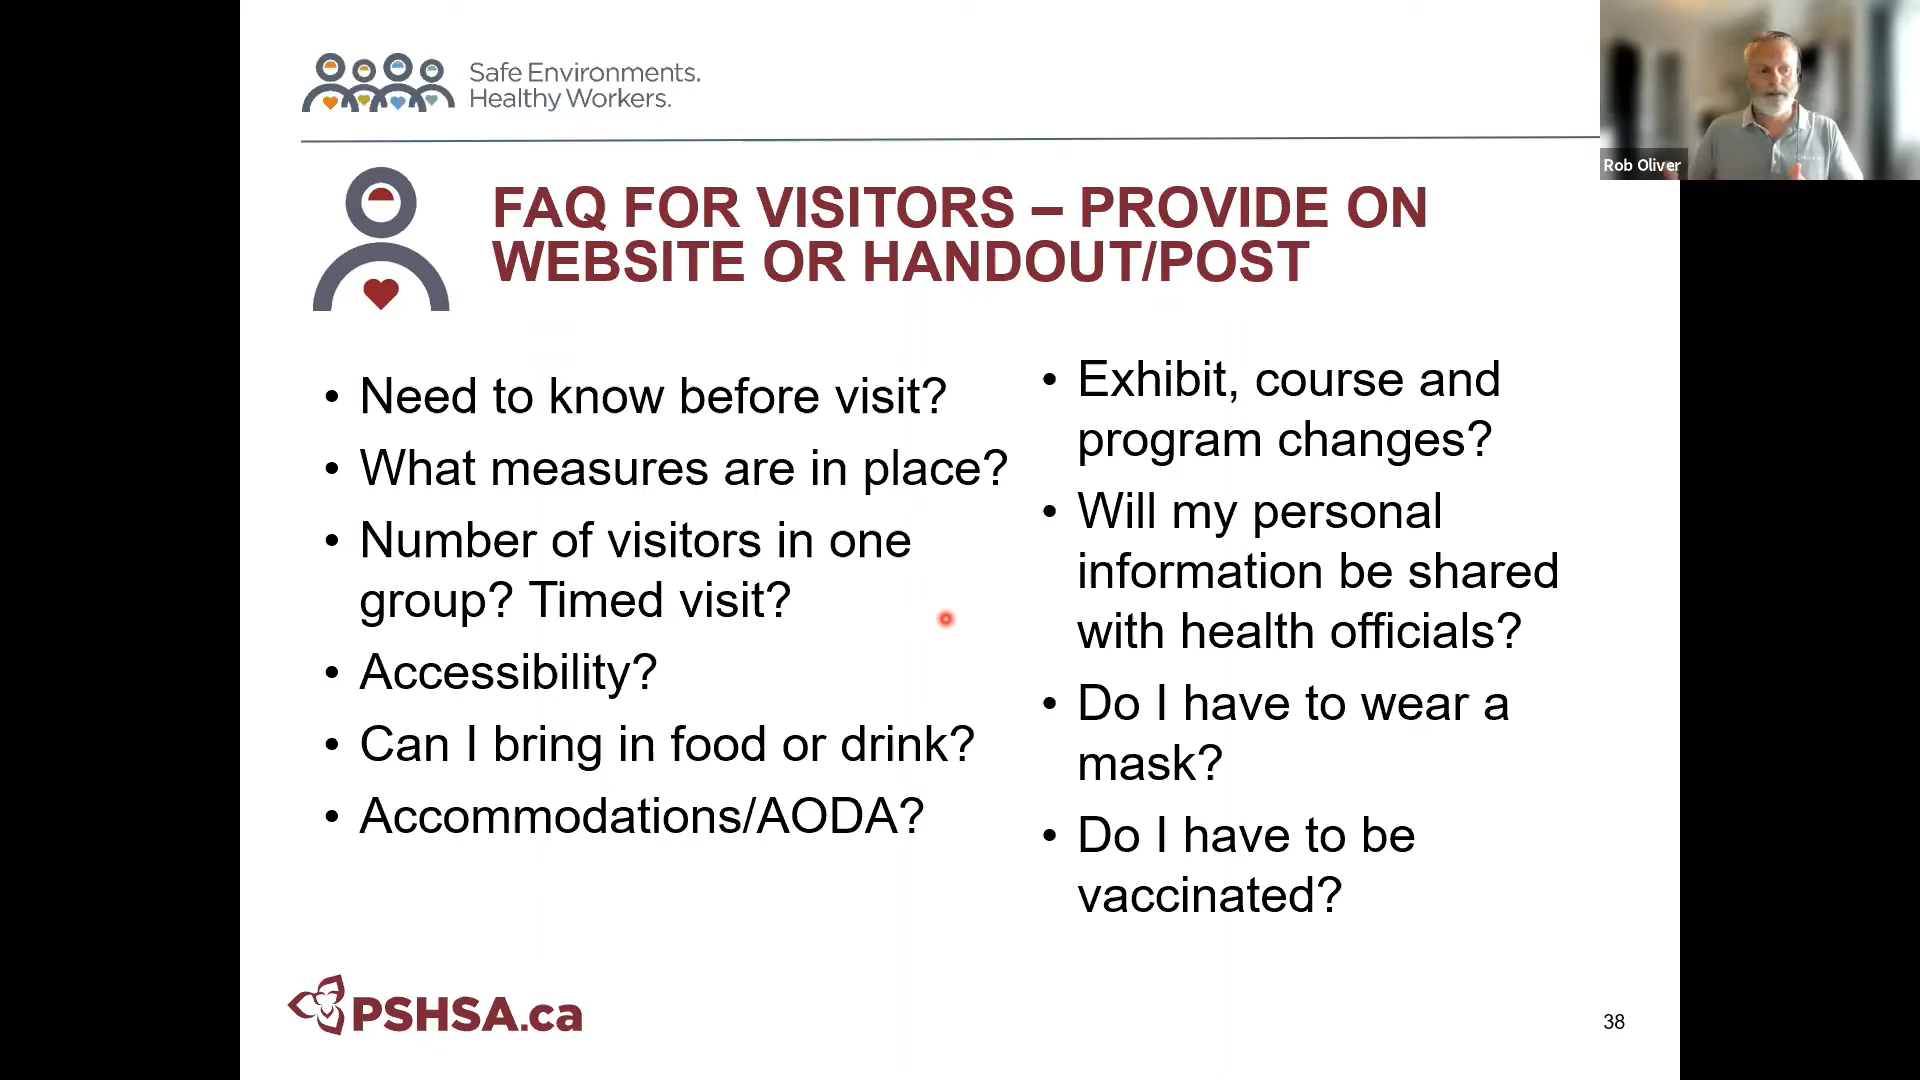 Safe Environments.
Healthy Workers.
Rob Oliver
FAQ FOR VISITORS – PROVIDE ON
WEBSITE OR HANDOUT/POST
• Need to know before visit?
• What measures are in place?
• Number of visitors in one
group? Timed visit?
• Accessibility?
• Can I bring in food or drink?
• Accommodations/AODA?
• Exhibit, course and
program changes?
• Will my personal
information be shared
with health officials?
• Do I have to wear a
mask?
• Do I have to be
vaccinated?
PSHSA.ca
38